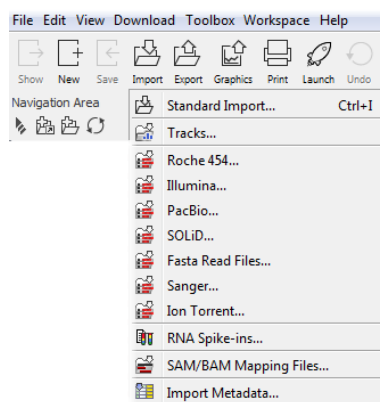 File Edit View Download Toolbox Workspace Help
Show New Save Import Export Graphics Print Launch Undo
Navigation Area
Standard Import... Ctrl+I
Tracks...
Roche 454...
Illumina...
PacBio...
SOLiD...
Fasta Read Files...
Sanger...
Ion Torrent...
RNA Spike-ins...
SAM/BAM Mapping Files...
Import Metadata...